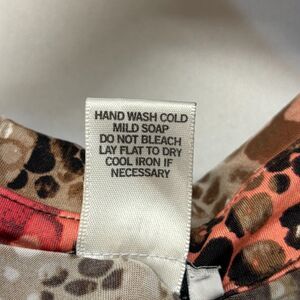 HAND WASH COLD
MILD SOAP
DO NOT BLEACH
LAY FLAT TO DRY
COOL IRON IF
NECESSARY